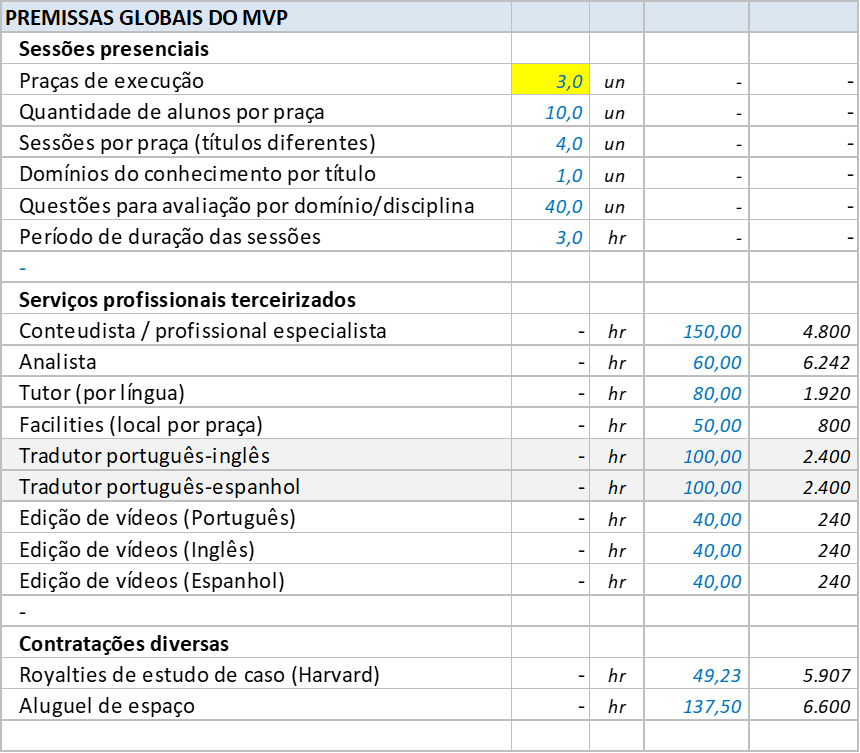 PREMISSAS GLOBAIS DO MVP
Sessões presenciais
Praças de execução 3,0 un - -
Quantidade de alunos por praça 10,0 un - -
Sessões por praça (títulos diferentes) 4,0 un - -
Domínios do conhecimento por título 1,0 un - -
Questões para avaliação por domínio/disciplina 40,0 un - -
Período de duração das sessões 3,0 hr - -
-
Serviços profissionais terceirizados
Conteudista / profissional especialista - hr 150,00 4.800
Analista - hr 60,00 6.242
Tutor (por língua) - hr 80,00 1.920
Facilities (local por praça) - hr 50,00 800
Tradutor português-inglês - hr 100,00 2.400
Tradutor português-espanhol - hr 100,00 2.400
Edição de vídeos (Português) - hr 40,00 240
Edição de vídeos (Inglês) - hr 40,00 240
Edição de vídeos (Espanhol) - hr 40,00 240
-
Contratações diversas
Royalties de estudo de caso (Harvard) - hr 49,23 5.907
Aluguel de espaço - hr 137,50 6.600